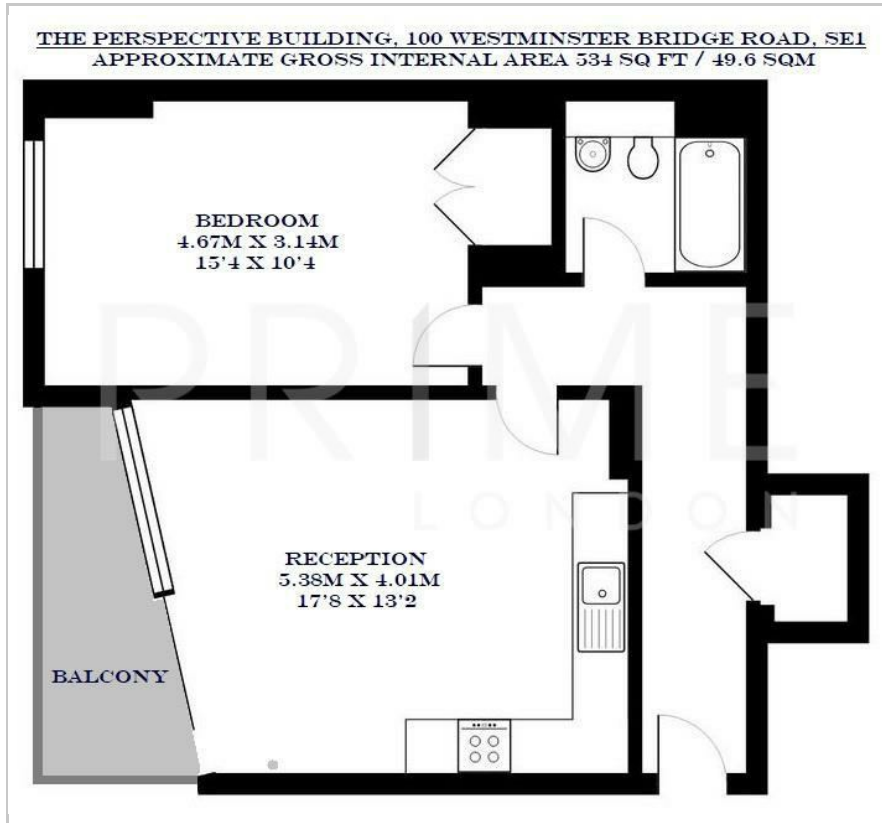 THE PERSPECTIVE BUILDING, 100 WESTMINSTER BRIDGE ROAD, SE1
APPROXIMATE GROSS INTERNAL AREA 534 SQ FT / 49.6 SQM
BEDROOM
4.67M X 3.14M
15'4 X 10'4
PRIME
LONDON
RECEPTION
5.38M X 4.01M
17'8 X 13'2
BALCONY